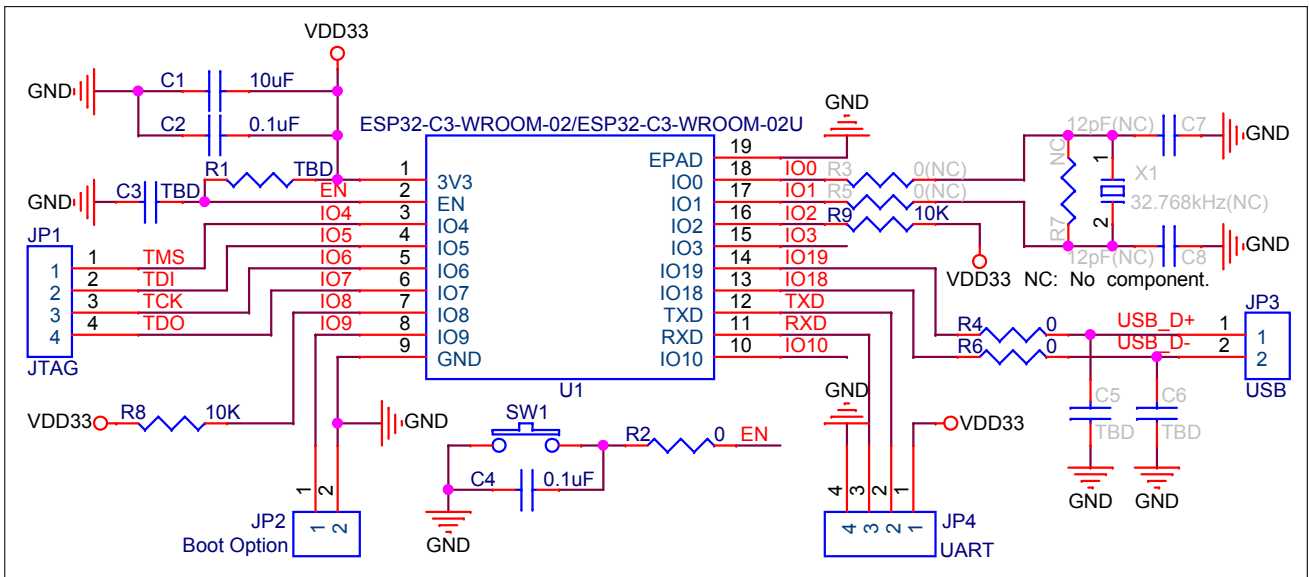 VDD33
GND
C1
10uF
C2
0.1uF
R1
TBD
C3
TBD
GND
EN
IO4
IO5
IO6
IO7
IO8
IO9
JP1
1
2
3
4
1
2
3
4
TMS
TDI
TCK
TDO
JTAG
ESP32-C3-WROOM-02/ESP32-C3-WROOM-02U
1
2
3
4
5
6
7
8
9
3V3
EN
IO4
IO5
IO6
IO7
IO8
IO9
GND
EPAD
IO0
IO1
IO2
IO3
IO19
IO18
TXD
RXD
IO10
19
18
17
16
15
14
13
12
11
10
U1
GND
IO0
IO1
IO2
IO3
IO19
IO18
TXD
RXD
IO10
R3
0(NC)
R5
0(NC)
R9
10K
VDD33
12pF(NC)
C7
GND
NC
R7
1
2
X1
32.768kHz(NC)
12pF(NC)
C8
GND
NC: No component.
R4
0
R6
0
USB_D+
USB_D-
JP3
1
2
1
2
USB
C5
TBD
GND
C6
TBD
GND
VDD33
R8
10K
GND
1
2
1
2
JP2
Boot Option
SW1
R2
0
EN
C4
0.1uF
GND
GND
VDD33
4
3
2
1
4
3
2
1
JP4
UART